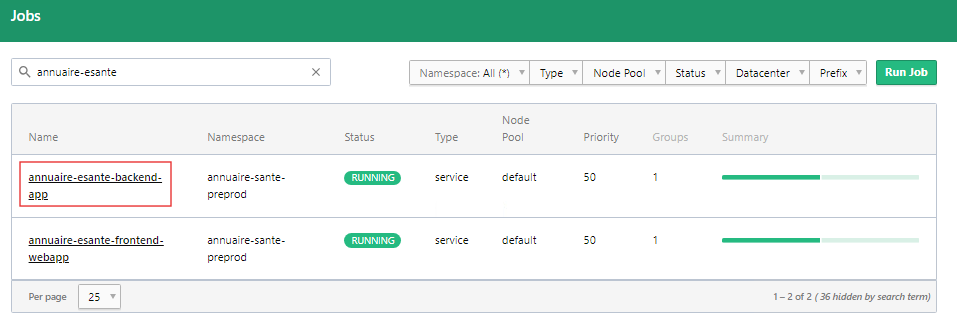 Jobs
annuaire-esante
Namespace: All (*) Type Node Pool Status Datacenter Prefix Run Job
Name Namespace Status Type Node Pool Priority Groups Summary
annuaire-esante-backend-app annuaire-sante-preprod RUNNING service default 50 1
annuaire-esante-frontend-webapp annuaire-sante-preprod RUNNING service default 50 1
Per page 25 1 – 2 of 2 ( 36 hidden by search term)